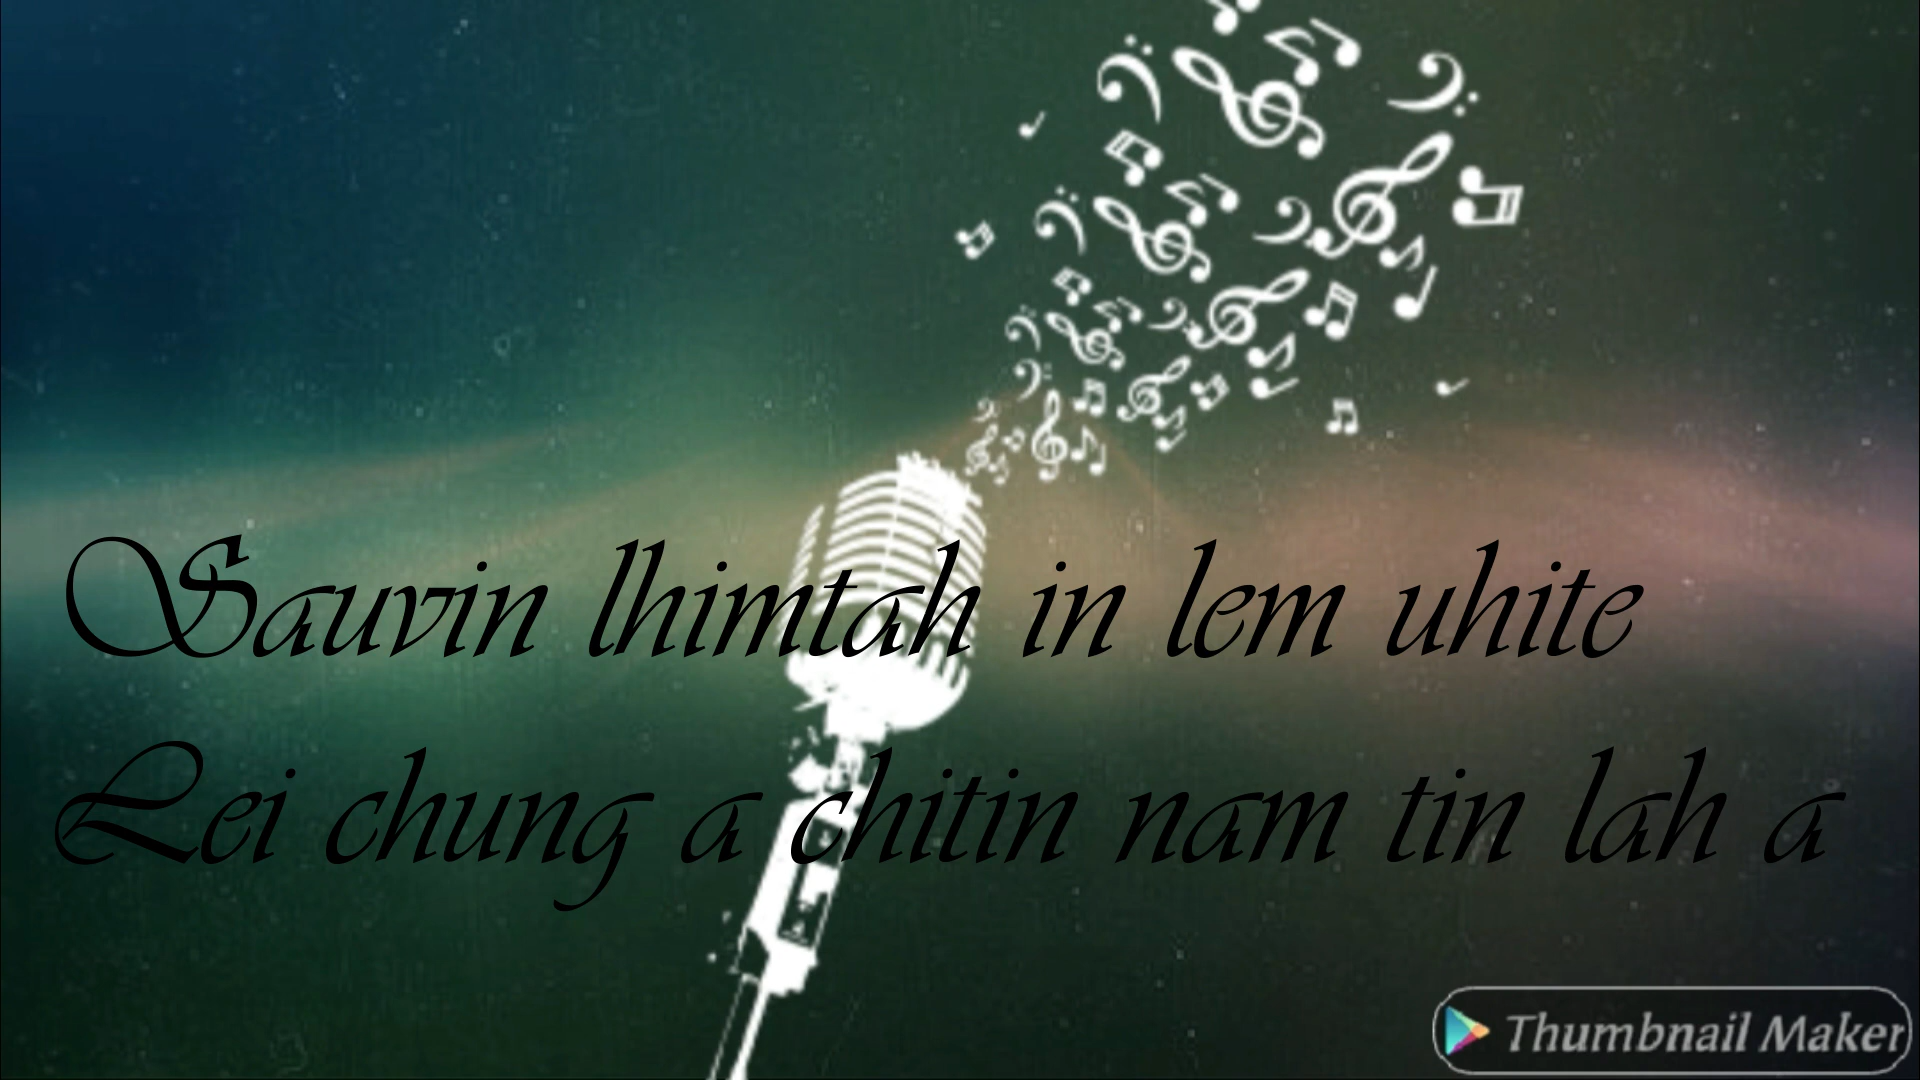 Sauvin lhimtah in lem uhite
Lei chung a chitin nam tin lah a
Thumbnail Maker